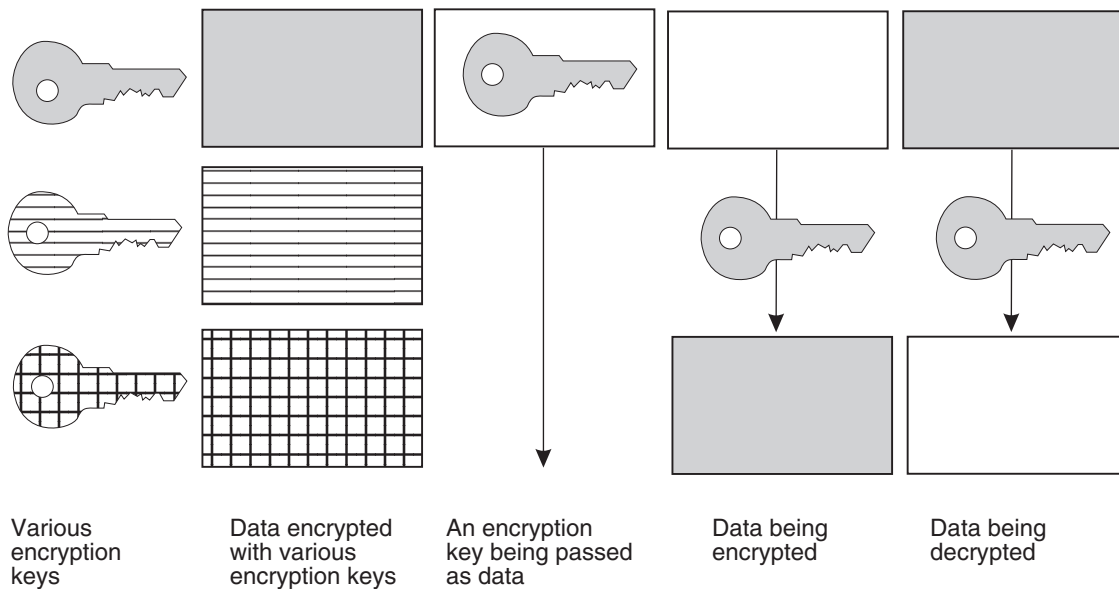 Various
encryption
keys
Data encrypted
with various
encryption keys
An encryption
key being passed
as data
Data being
encrypted
Data being
decrypted